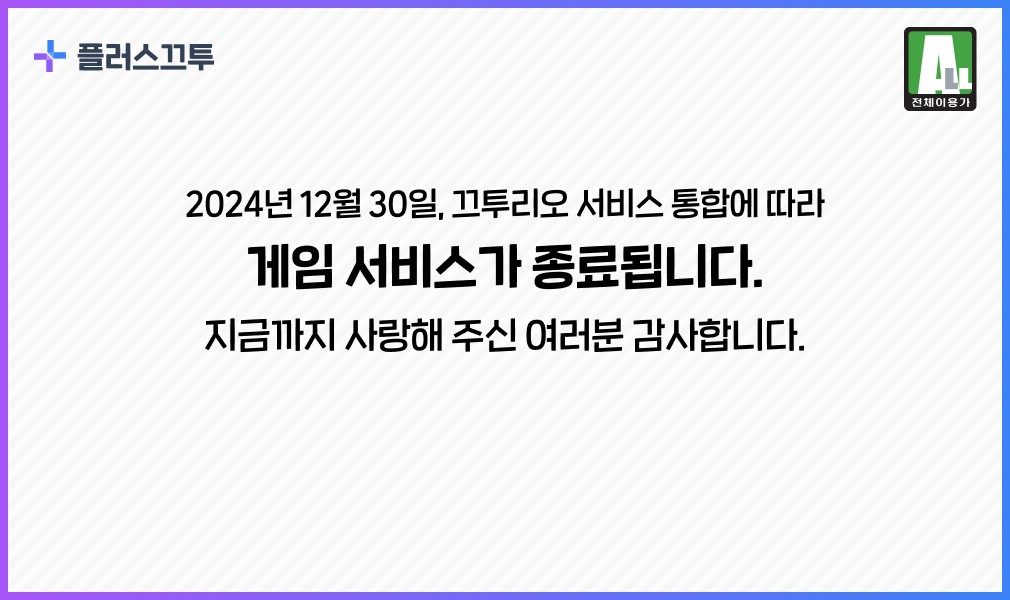 플러스끄투
ALL
전체이용가
2024년 12월 30일, 끄투리오 서비스 통합에 따라
게임 서비스가 종료됩니다.
지금까지 사랑해 주신 여러분 감사합니다.